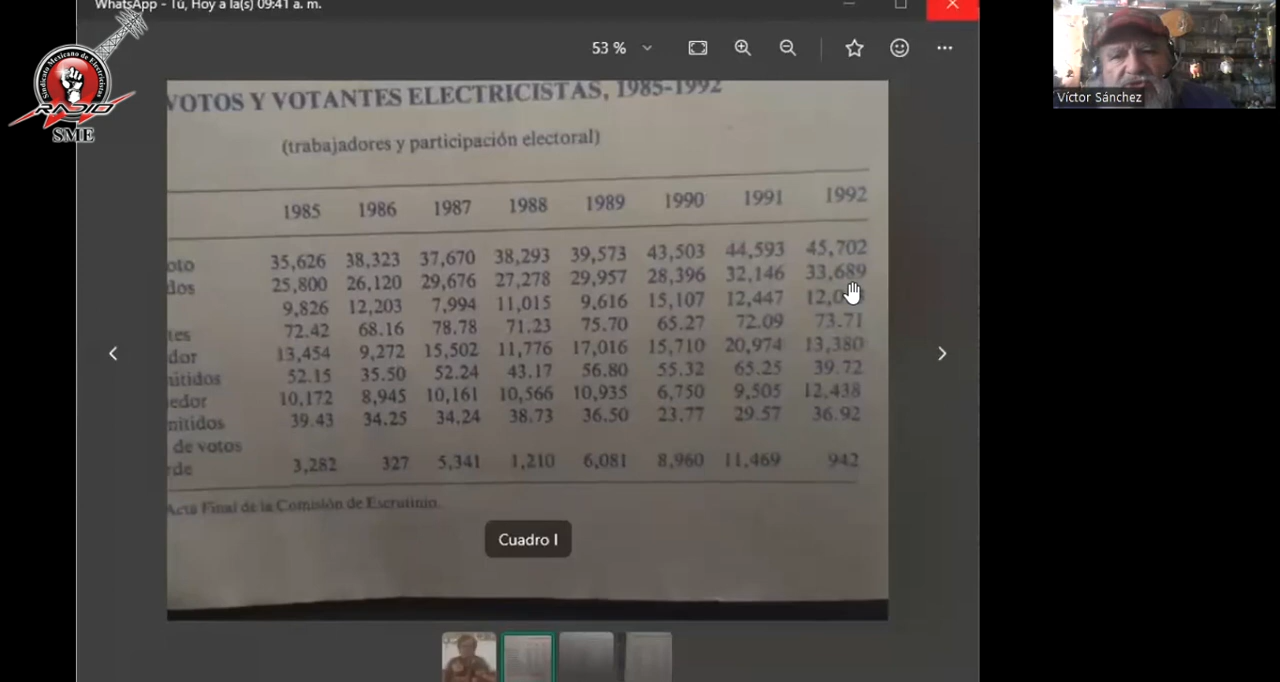 WhatsApp - Tú, Hoy a la(s) 09:41 a. m.
53 %
Sindicato Mexicano de Electricistas
RADIO
SME
Víctor Sánchez
VOTOS Y VOTANTES ELECTRICISTAS, 1985-1992
(trabajadores y participación electoral)
1985 1986 1987 1988 1989 1990 1991 1992
oto 35,626 38,323 37,670 38,293 39,573 43,503 44,593 45,702
dos 25,800 26,120 29,676 27,278 29,957 28,396 32,146 33,689
9,826 12,203 7,994 11,015 9,616 15,107 12,447
tes 72.42 68.16 78.78 71.23 75.70 65.27 72.09 73.71
dor 13,454 9,272 15,502 11,776 17,016 15,710 20,974 13,380
nitidos 52.15 35.50 52.24 43.17 56.80 55.32 65.25 39.72
edor 10,172 8,945 10,161 10,566 10,935 6,750 9,505 12,438
nitidos 39.43 34.25 34.24 38.73 36.50 23.77 29.57 36.92
de votos
rde 3,282 327 5,341 1,210 6,081 8,960 11,469 942
Acta Final de la Comisión de Escrutinio.
Cuadro I